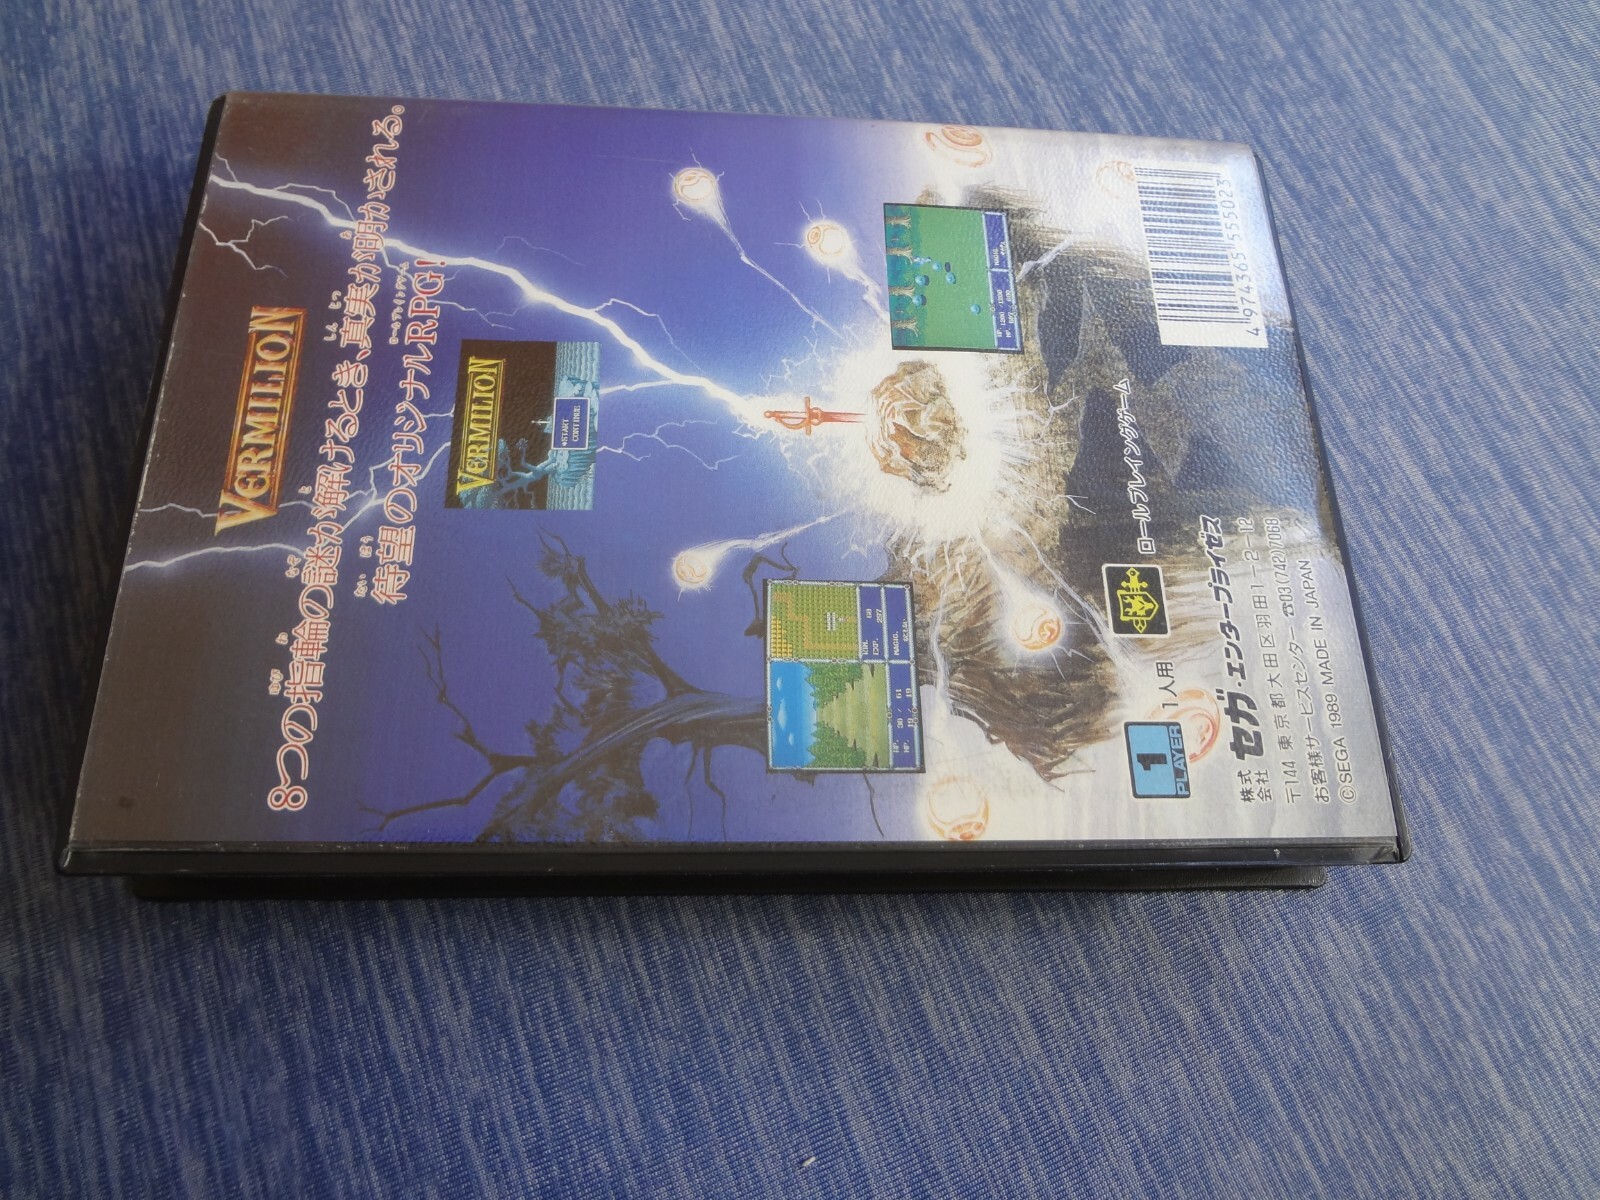 VERMILION
8つの指輪の謎が解けるとき、真実が明かされる。
待望のオリジナルRPG!
VERMILION
START
CONTINUE
ロールプレイングゲーム
1 PLAYER
1人用
株式会社 セガ・エンタープライゼス
〒144 東京都大田区羽田1-2-12
お客様サービスセンター ☎03(742)7068
©SEGA 1989 MADE IN JAPAN
4974365555023